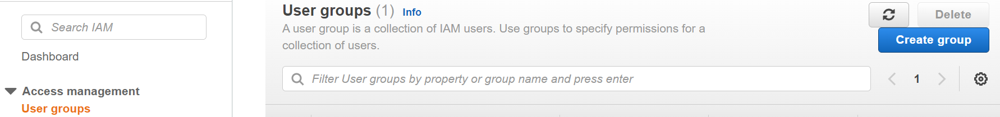 Search IAM
Dashboard
Access management
User groups
User groups (1) Info
A user group is a collection of IAM users. Use groups to specify permissions for a
collection of users.
Delete
Create group
Filter User groups by property or group name and press enter
1